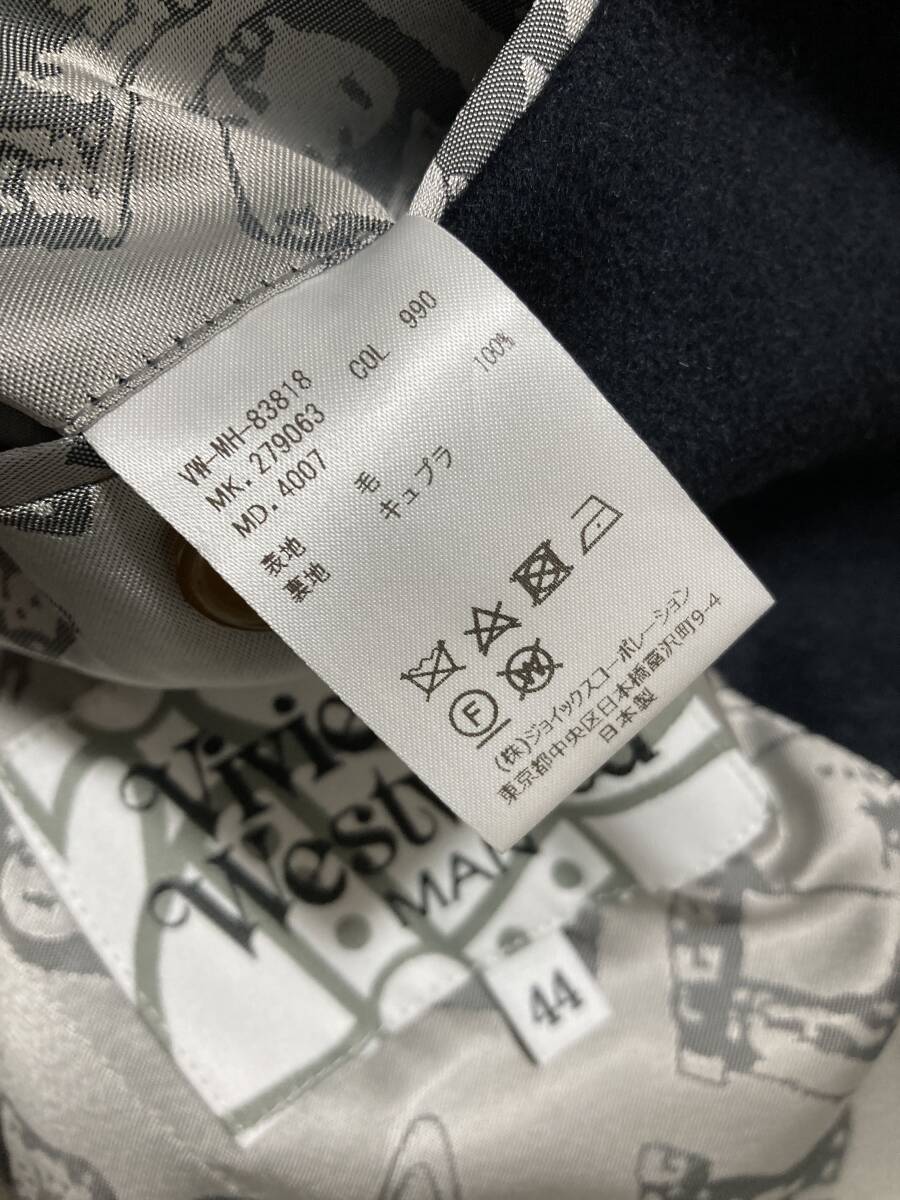 VW-MH-83818 COL 990
MK.279063
MD.4007
表地 毛 100%
裏地 キュプラ
F
W
(株)ジョイックスコーポレーション
東京都中央区日本橋富沢町9-4
日本製
Vivie
Westw
MAN
44